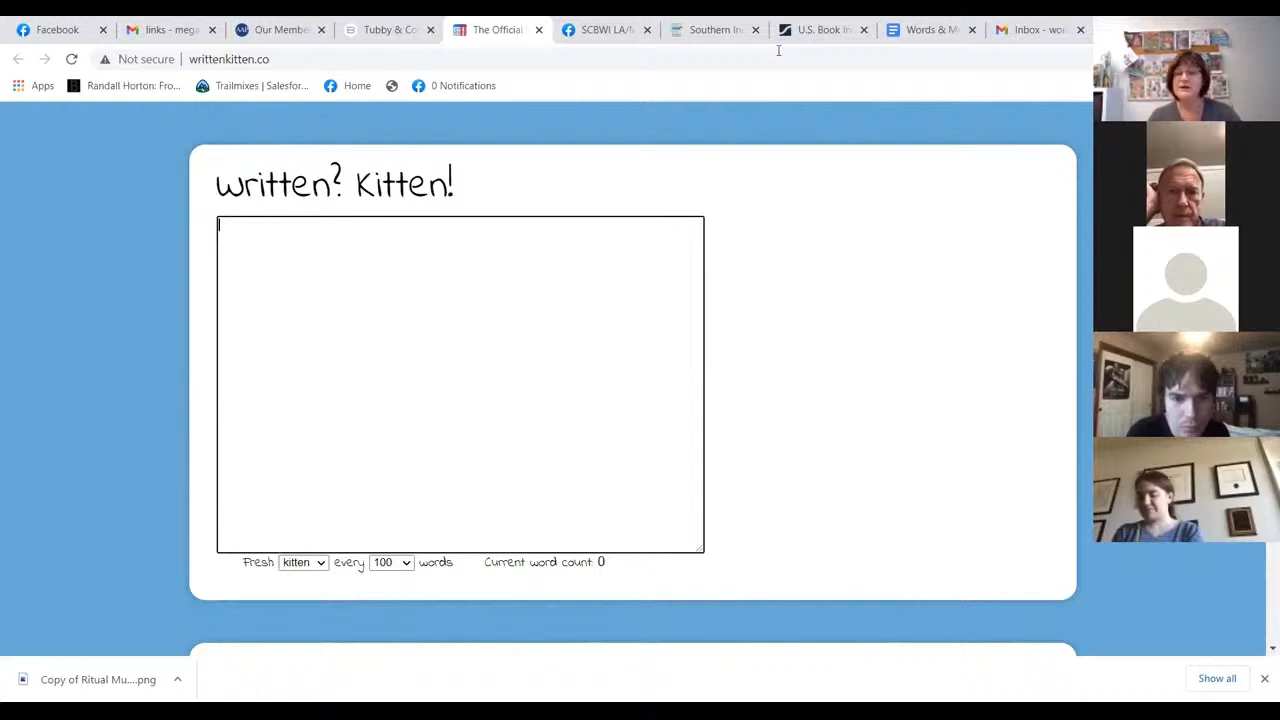 Facebook
links - mega
Our Memb
Tubby & Co
The Official
SCBWI LA/M
Southern In
U.S. Book In
Words & M
Inbox - wor
Not secure | writtenkitten.co
Apps
Randall Horton: Fro...
Trailmixes | Salesfor...
Home
0 Notifications
Written? Kitten!
Fresh kitten every 100 words
Current word count 0
Copy of Ritual Mu....png
Show all